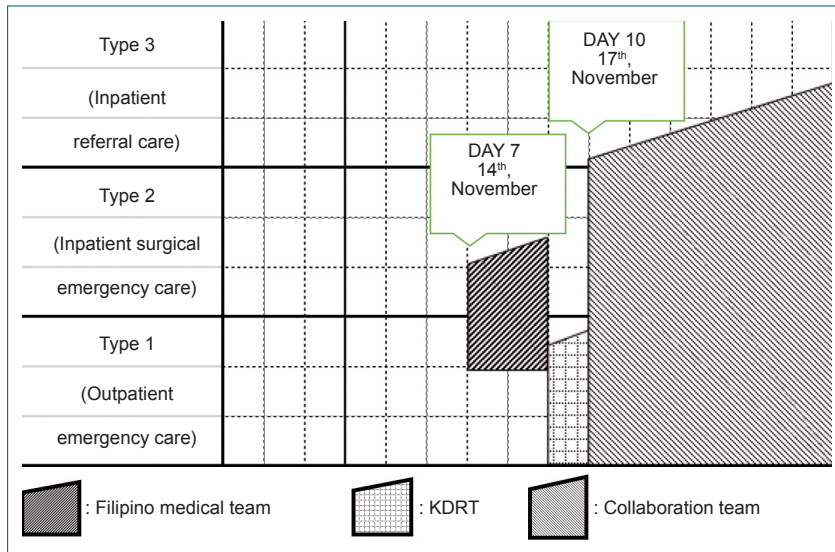 Type 3
(Inpatient
referral care)
Type 2
(Inpatient surgical
emergency care)
Type 1
(Outpatient
emergency care)
DAY 7
14th,
November
DAY 10
17th,
November
: Filipino medical team
: KDRT
: Collaboration team